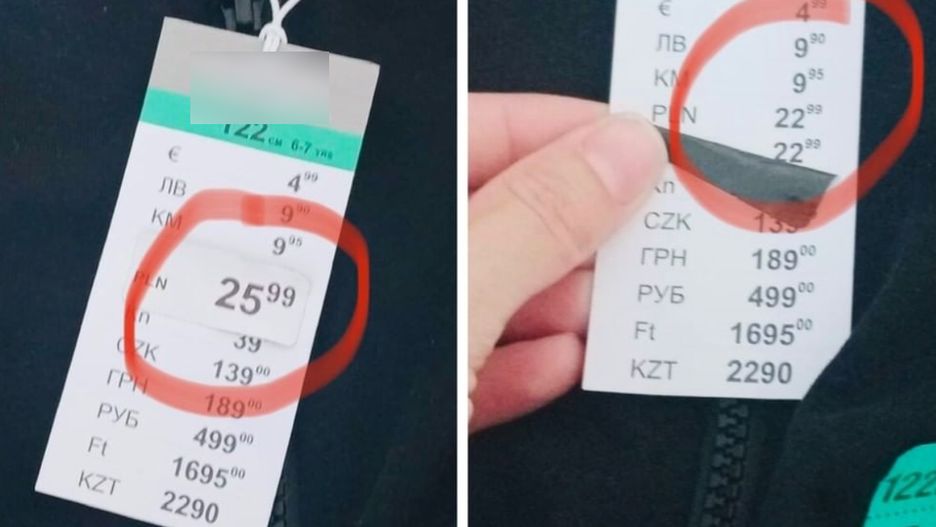 122 см 6-7
€ 4⁹⁹
ЛВ 9⁹⁰
КМ 9⁹⁵
PLN 25⁹⁹
39
CZK 139⁰⁰
ГРН 189⁰⁰
РУБ 499⁰⁰
Ft 1695⁰⁰
KZT 2290
€ 4⁹⁹
ЛВ 9⁹⁰
КМ 9⁹⁵
PLN 22⁹⁹
22⁹⁹
CZK 139
ГРН 189⁰⁰
РУБ 499⁰⁰
Ft 1695⁰⁰
KZT 2290
122